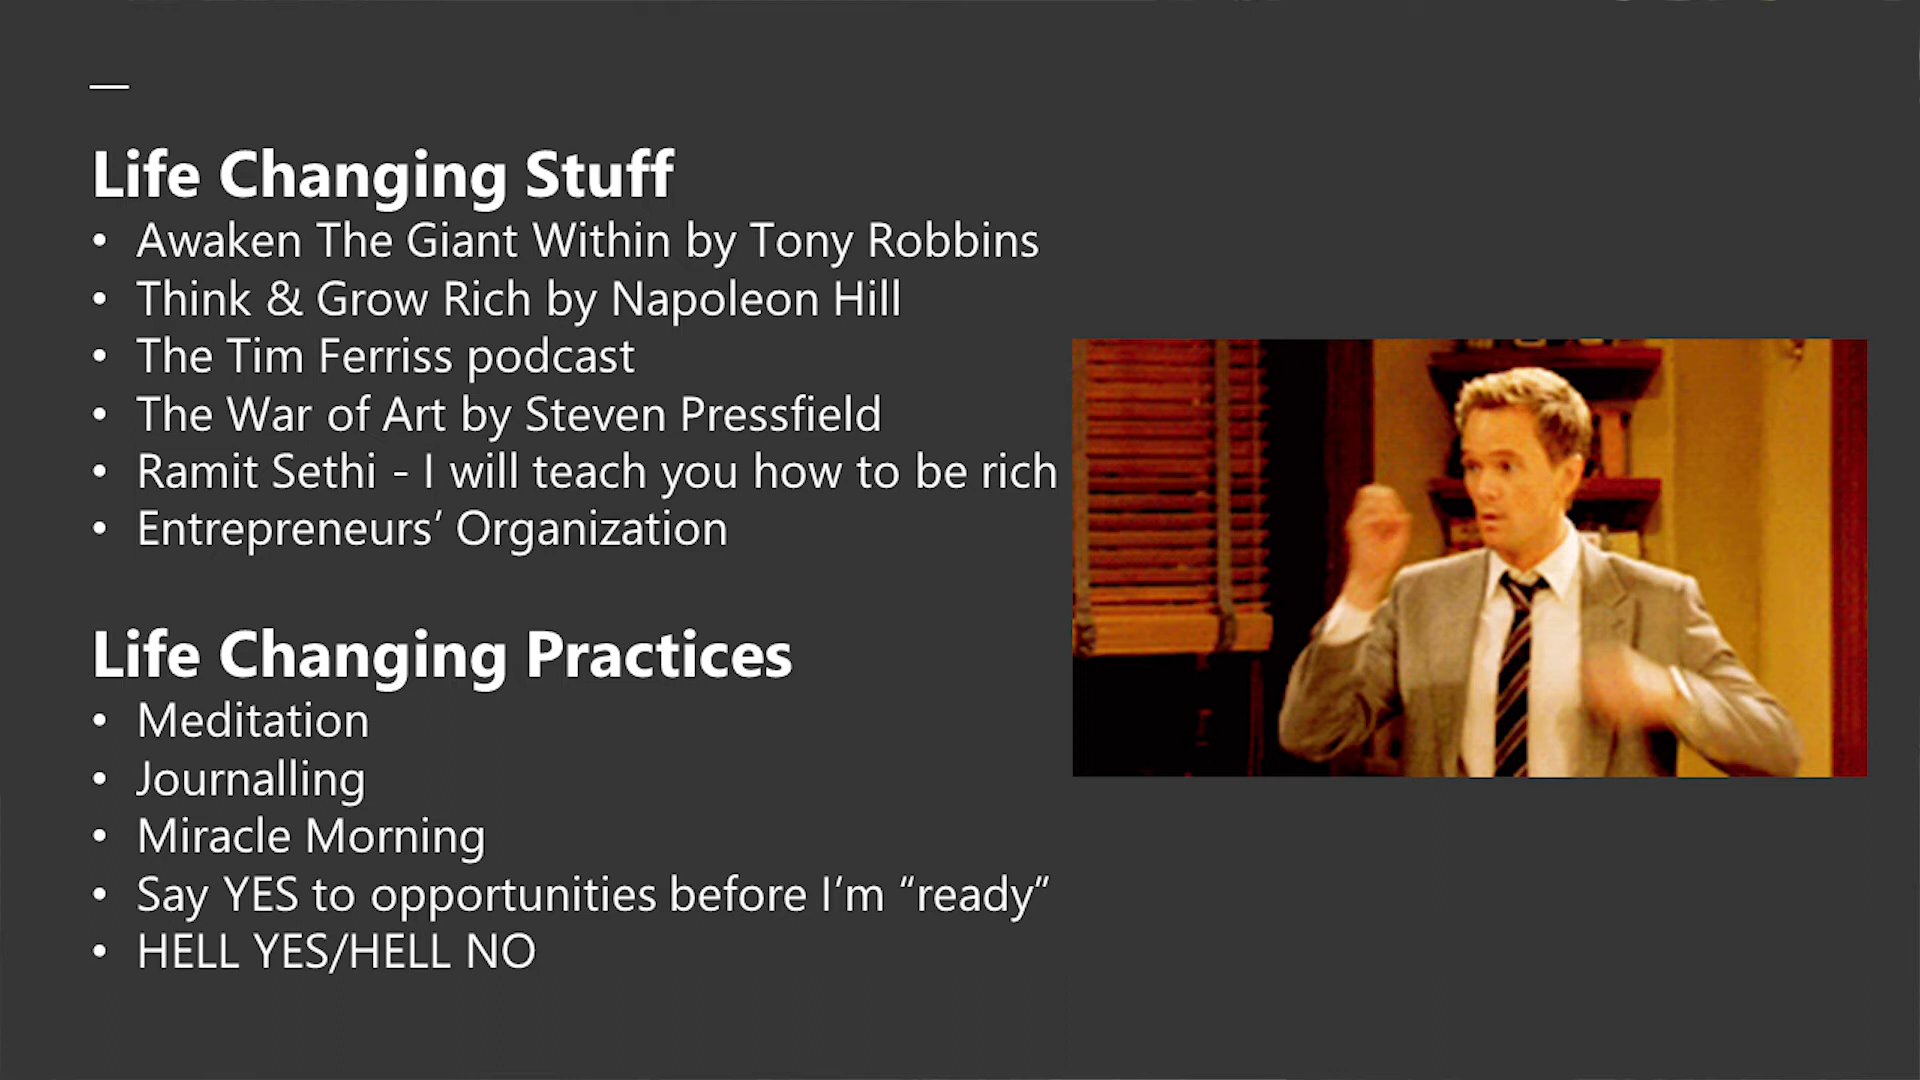 Life Changing Stuff
• Awaken The Giant Within by Tony Robbins
• Think & Grow Rich by Napoleon Hill
• The Tim Ferriss podcast
• The War of Art by Steven Pressfield
• Ramit Sethi - I will teach you how to be rich
• Entrepreneurs’ Organization
Life Changing Practices
• Meditation
• Journalling
• Miracle Morning
• Say YES to opportunities before I’m “ready”
• HELL YES/HELL NO